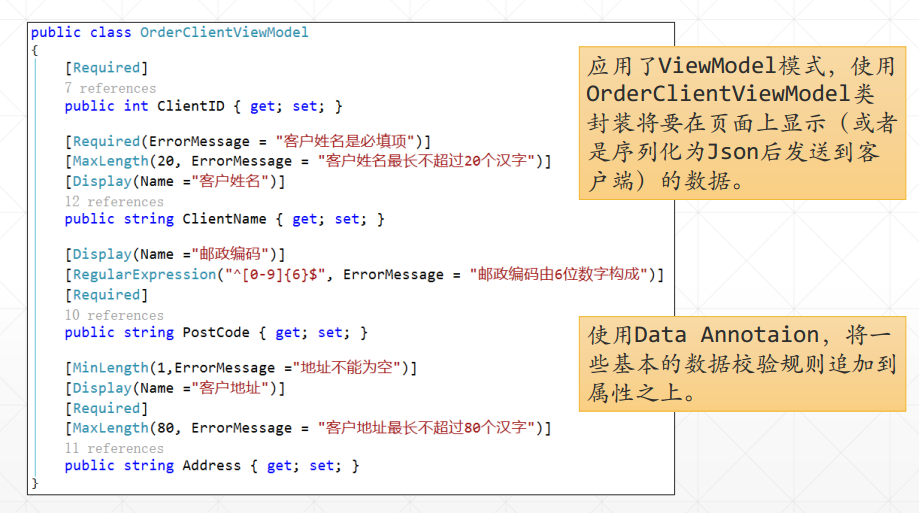 public class OrderClientViewModel
{
[Required]
7 references
public int ClientID { get; set; }
[Required(ErrorMessage = "客户姓名是必填项")]
[MaxLength(20, ErrorMessage = "客户姓名最长不超过20个汉字")]
[Display(Name ="客户姓名")]
12 references
public string ClientName { get; set; }
[Display(Name ="邮政编码")]
[RegularExpression("^[0-9]{6}$", ErrorMessage = "邮政编码由6位数字构成")]
[Required]
10 references
public string PostCode { get; set; }
[MinLength(1,ErrorMessage ="地址不能为空")]
[Display(Name ="客户地址")]
[Required]
[MaxLength(80, ErrorMessage = "客户地址最长不超过80个汉字")]
11 references
public string Address { get; set; }
}
应用了ViewModel模式，使用
OrderClientViewModel类
封装将要在页面上显示（或者
是序列化为Json后发送到客
户端）的数据。
使用Data Annotaion，将一
些基本的数据校验规则追加到
属性之上。